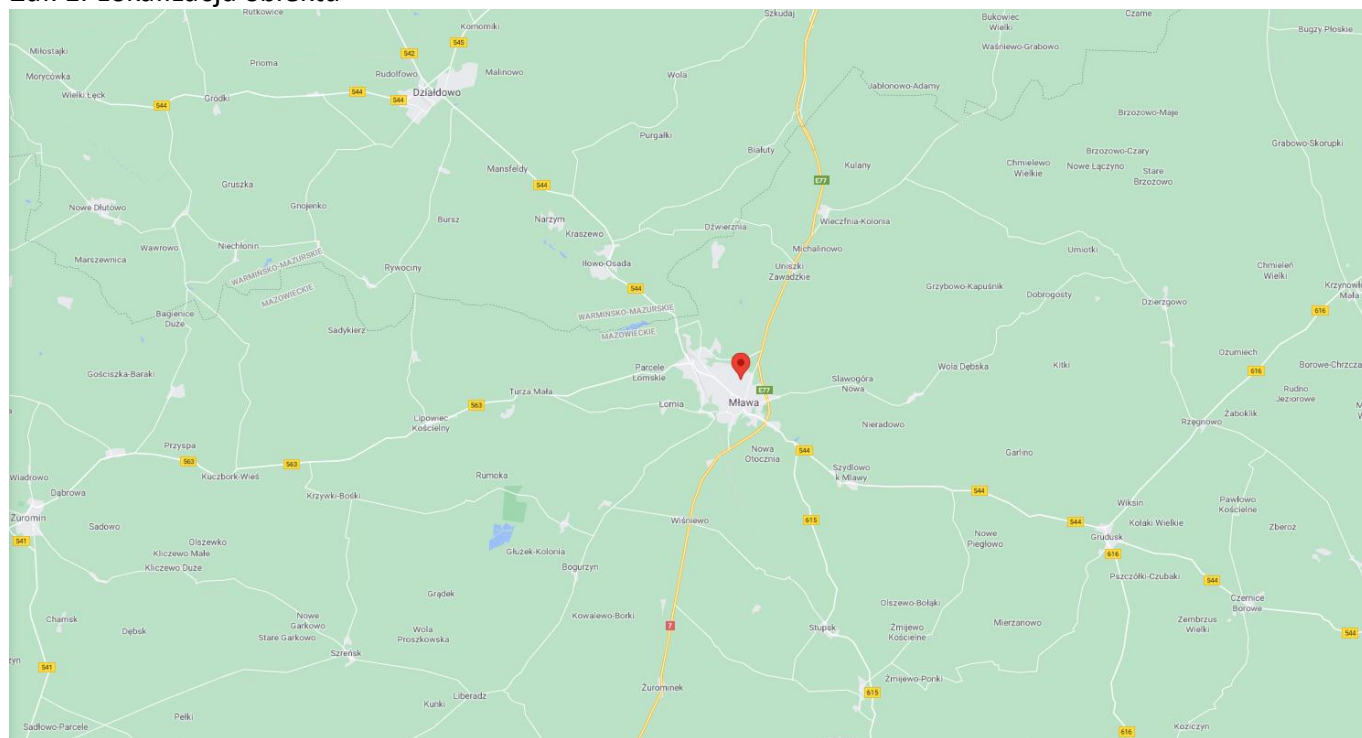 Rutkowice
Szkudaj
Bukowiec
Wielki
Czarne
Bugzy Płoskie
Komorniki
545
542
Miłostajki
Prioma
Waśniewo-Grabowo
Morycówka
Rudolfowo
Malinowo
Wola
Jabłonowo-Adamy
Wielki Łęck
544
Gródki
544
544
Działdowo
Brzozowo-Maje
Purgałki
Białuty
Brzozowo-Czary
Grabowo-Skorupki
Mansfeldy
Kulany
Chmielewo
Wielkie
Nowe Łączyno
Stare
Brzozowo
Gruszka
544
E77
Nowe Dłutowo
Gnojenko
Bursz
Narzym
Kraszewo
Dźwierznia
Wieczfnia-Kolonia
Wawrowo
Niechłonin
Michalinowo
Umiotki
Marszewnica
WARMIŃSKO-MAZURSKIE
MAZOWIECKIE
Rywociny
Iłowo-Osada
Uniszki
Zawadzkie
Chmieleń
Wielki
544
Grzybowo-Kapuśnik
Dobrogosty
Dzierzgowo
Krzynowł
Mała
Bagienice
Duże
WARMIŃSKO-MAZURSKIE
MAZOWIECKIE
616
Sadykierz
Gościszka-Baraki
Parcele
Łomskie
Wola Dębska
Kitki
Ożumiech
616
Borowe-Chrzcza
Turza Mała
E77
Sławogóra
Nowa
Rudno
Jeziorowe
563
Łomia
Mława
Lipowiec
Kościelny
Nieradowo
Rzęgnowo
Żaboklik
Przyspa
Nowa
Otocznia
544
Garlino
563
563
Wiadrowo
Kuczbork-Wieś
Rumoka
Szydłowo
k Mławy
Dąbrowa
Krzywki-Bośki
544
Wiksin
Pawłowo
Kościelne
Żuromin
Sadowo
Wiśniewo
615
544
Kołaki Wielkie
Zberoż
541
Olszewko
Nowe
Piegłowo
Grudusk
Kliczewo Małe
Głużek-Kolonia
616
Kliczewo Duże
Bogurzyn
Pszczółki-Czubaki
544
Grądek
Olszewo-Bołąki
Czernice
Borowe
Chamsk
Nowe
Garkowo
Kowalewo-Borki
Dębsk
Stare Garkowo
Wola
Proszkowska
7
Stupsk
Żmijewo
Kościelne
Mierzanowo
Zembrzus
Wielki
544
Szreńsk
541
Żurominek
Żmijewo-Ponki
Liberadz
615
Kunki
Pełki
Sadłowo-Parcele
616
Koziczyn